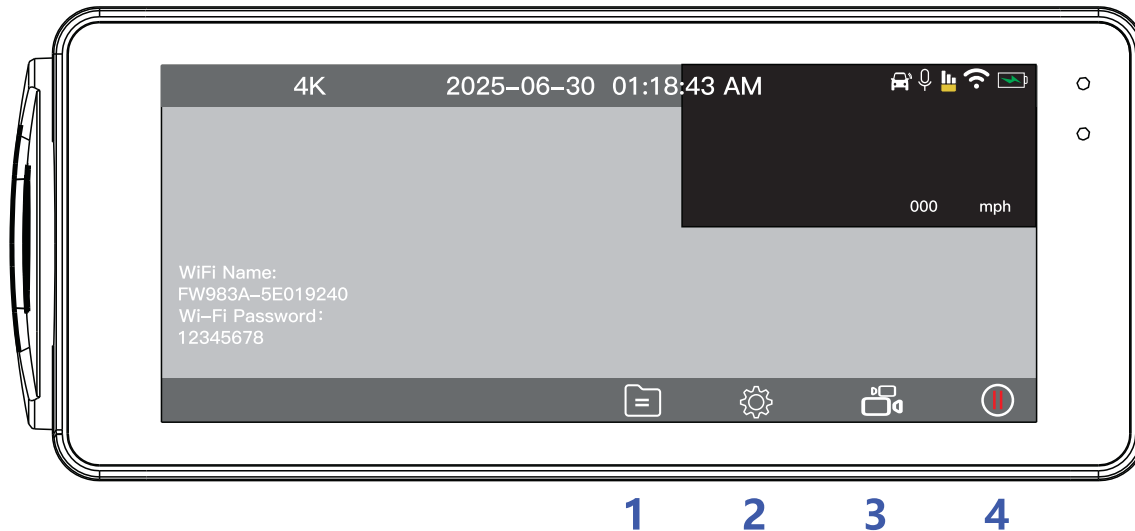 4K 2025–06–30 01:18:43 AM
000 mph
WiFi Name:
FW983A–5E019240
Wi–Fi Password:
12345678
1 2 3 4